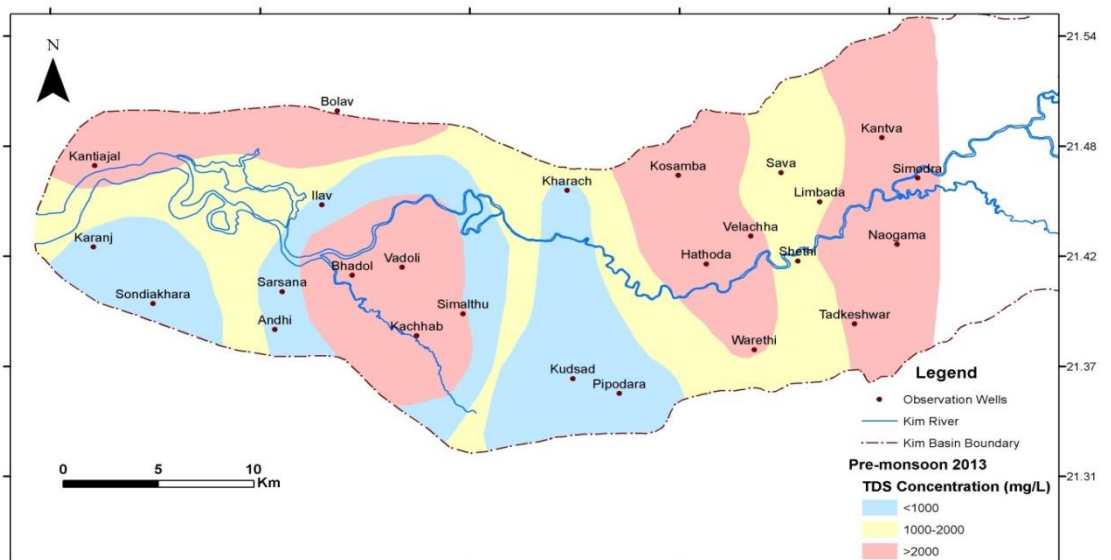 N
21.54
Bolav
Kantva
Kantiajal
21.48
Kosamba
Sava
Simodra
Kharach
Limbada
Ilav
Velachha
Naogama
Karanj
Hathoda
Shethi
21.42
Bhadol
Vadoli
Sarsana
Sondiakhara
Simalthu
Andhi
Kachhab
Tadkeshwar
Warethi
Kudsad
Pipodara
21.37
Legend
Observation Wells
Kim River
Kim Basin Boundary
Pre-monsoon 2013
21.31
TDS Concentration (mg/L)
<1000
1000-2000
>2000
0 5 10
Km